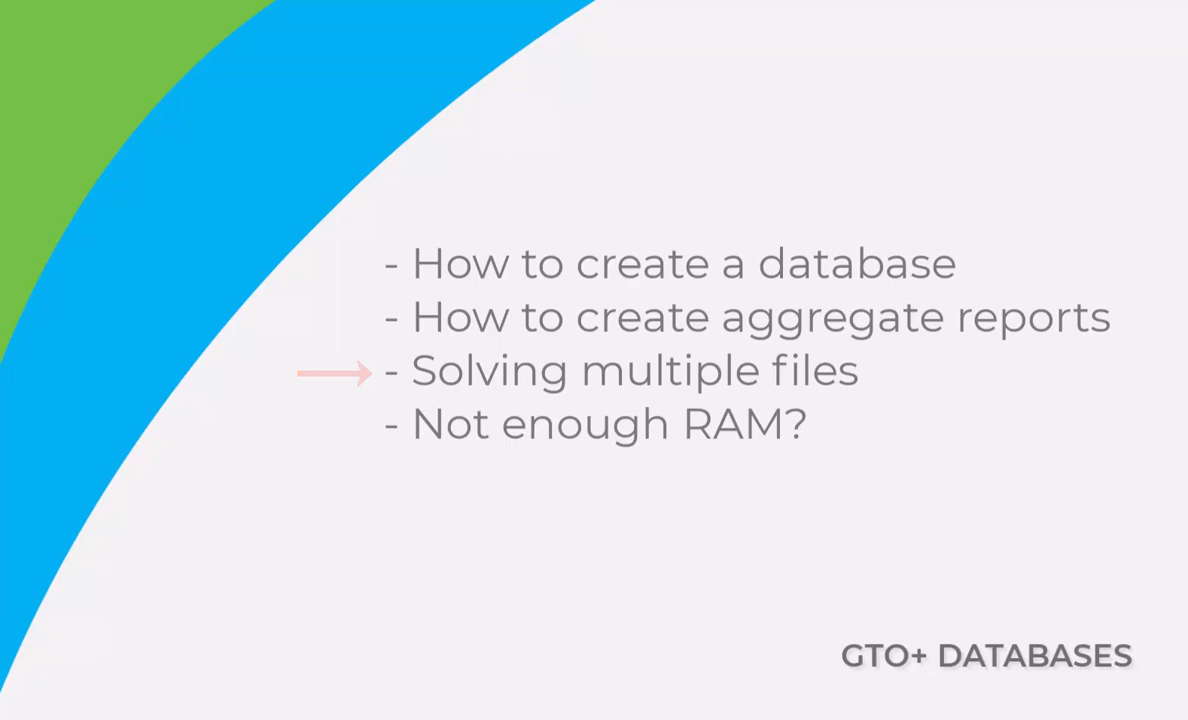 - How to create a database
- How to create aggregate reports
- Solving multiple files
- Not enough RAM?
GTO+ DATABASES